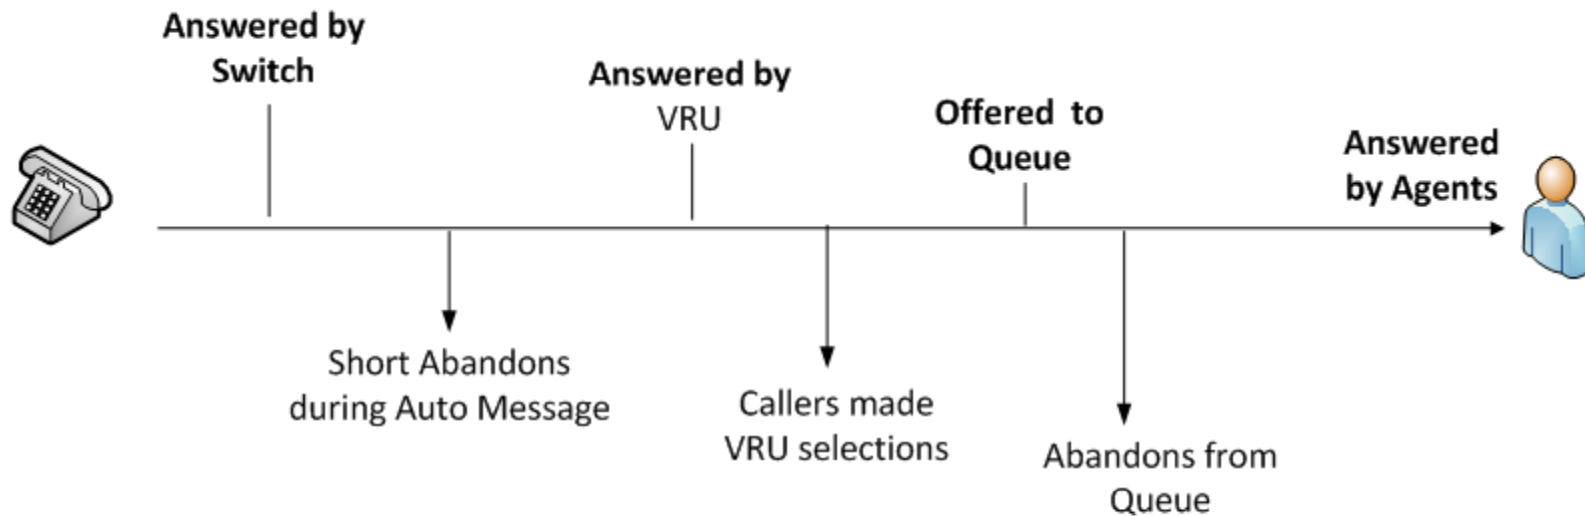 Answered by
Switch
Answered by
VRU
Offered to
Queue
Answered
by Agents
Short Abandons
during Auto Message
Callers made
VRU selections
Abandons from
Queue